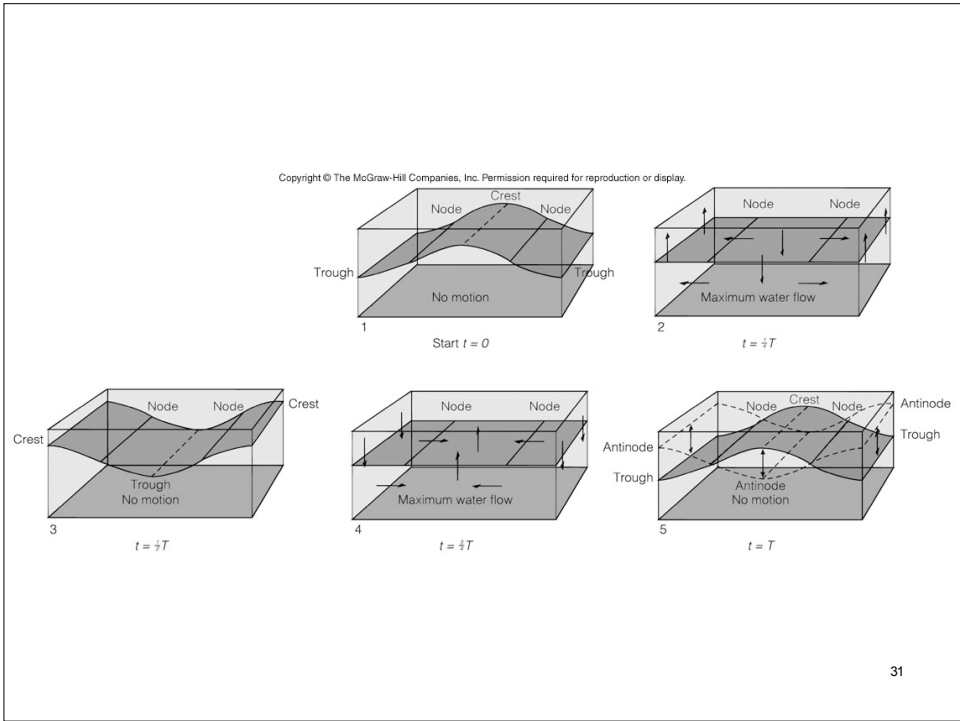 Copyright © The McGraw-Hill Companies, Inc. Permission required for reproduction or display.
Crest
Node
Node
Trough
Trough
No motion
1
Start t = 0
Node
Node
Maximum water flow
2
t = ¼T
Node
Node
Crest
Crest
Trough
No motion
3
t = ½T
Node
Node
Maximum water flow
4
t = ¾T
Crest
Node
Node
Antinode
Trough
Antinode
Trough
Antinode
No motion
5
t = T
31